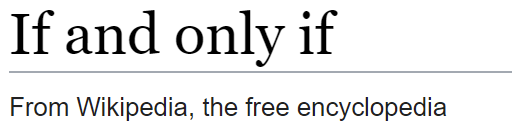 If and only if
From Wikipedia, the free encyclopedia